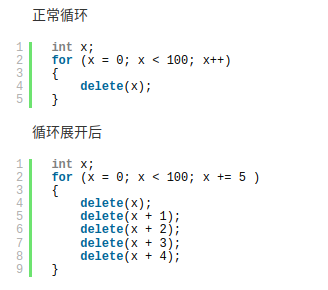 正常循环
1 int x;
2 for (x = 0; x < 100; x++)
3 {
4     delete(x);
5 }
循环展开后
1 int x;
2 for (x = 0; x < 100; x += 5 )
3 {
4     delete(x);
5     delete(x + 1);
6     delete(x + 2);
7     delete(x + 3);
8     delete(x + 4);
9 }